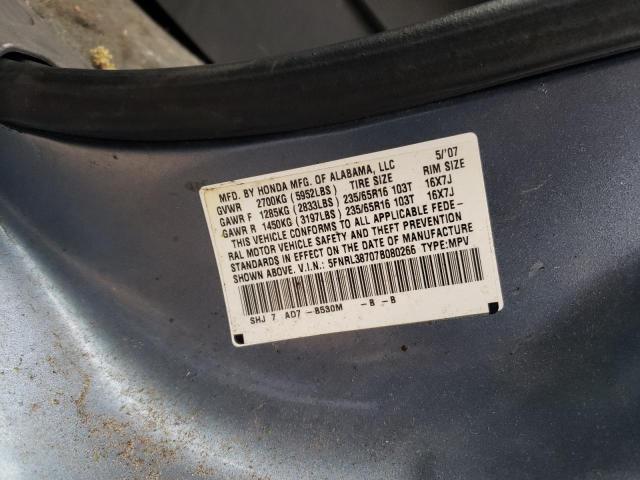 MFD. BY HONDA MFG. OF ALABAMA, LLC 5/'07
GVWR 2700KG (5952LBS) TIRE SIZE RIM SIZE
GAWR F 1285KG (2833LBS) 235/65R16 103T 16X7J
GAWR R 1450KG (3197LBS) 235/65R16 103T 16X7J
THIS VEHICLE CONFORMS TO ALL APPLICABLE FEDE-
RAL MOTOR VEHICLE SAFETY AND THEFT PREVENTION
STANDARDS IN EFFECT ON THE DATE OF MANUFACTURE
SHOWN ABOVE. V.I.N.: 5FNRL38707B080266 TYPE:MPV
SHJ 7 AD7 -B530M -B -B